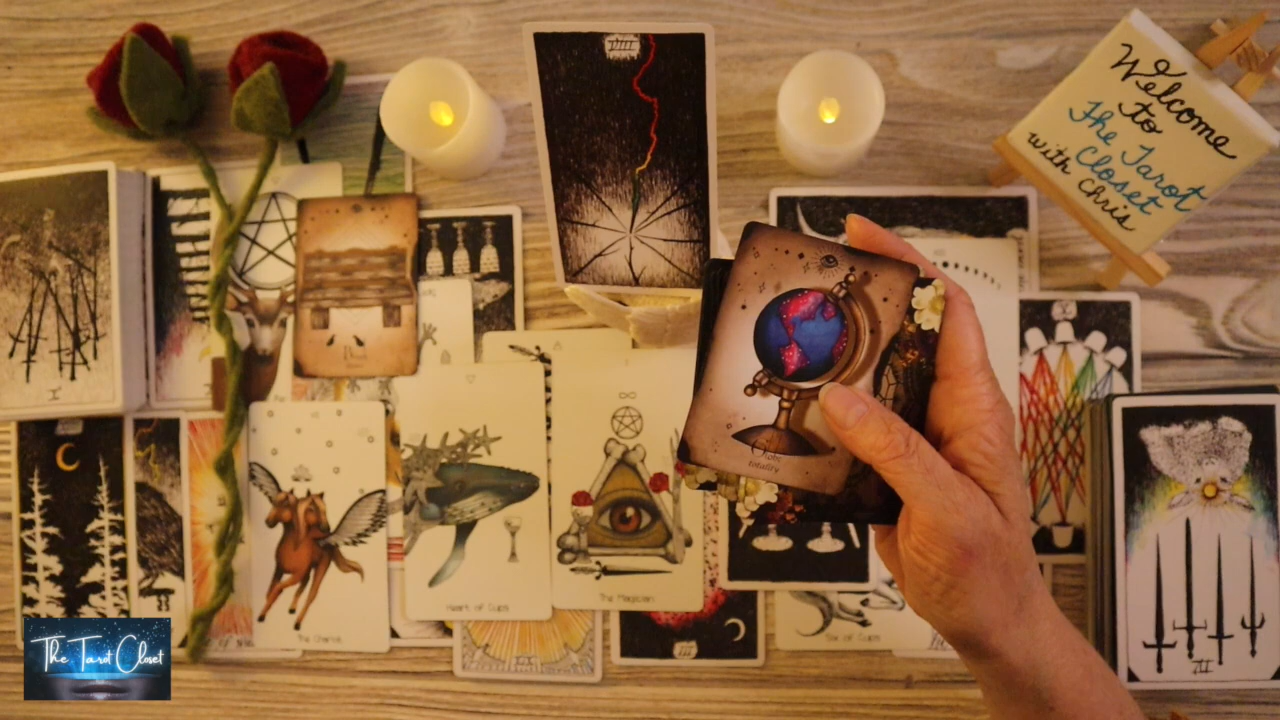 Welcome
to
The Tarot
Closet
with Chris
Globe
totality
I
The Chariot
Heart of Cups
The Magician
Six of Cups
III
The Tarot Closet